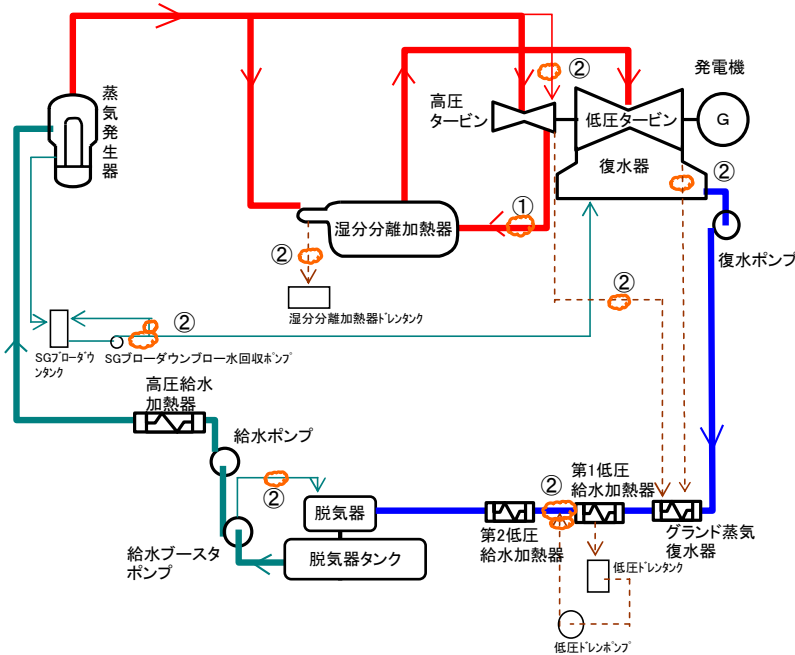 ②
発電機
高圧
タービン
低圧タービン
G
蒸
気
発
生
器
復水器
②
①
湿分分離加熱器
②
復水ポンプ
②
湿分分離加熱器ドレンタンク
②
SGブローダウ
ンタンク
SGブローダウンブロー水回収ポンプ
高圧給水
加熱器
給水ポンプ
②
脱気器
脱気器タンク
給水ブースタ
ポンプ
②
第1低圧
給水加熱器
第2低圧
給水加熱器
グランド蒸気
復水器
低圧ドレンタンク
低圧ドレンポンプ